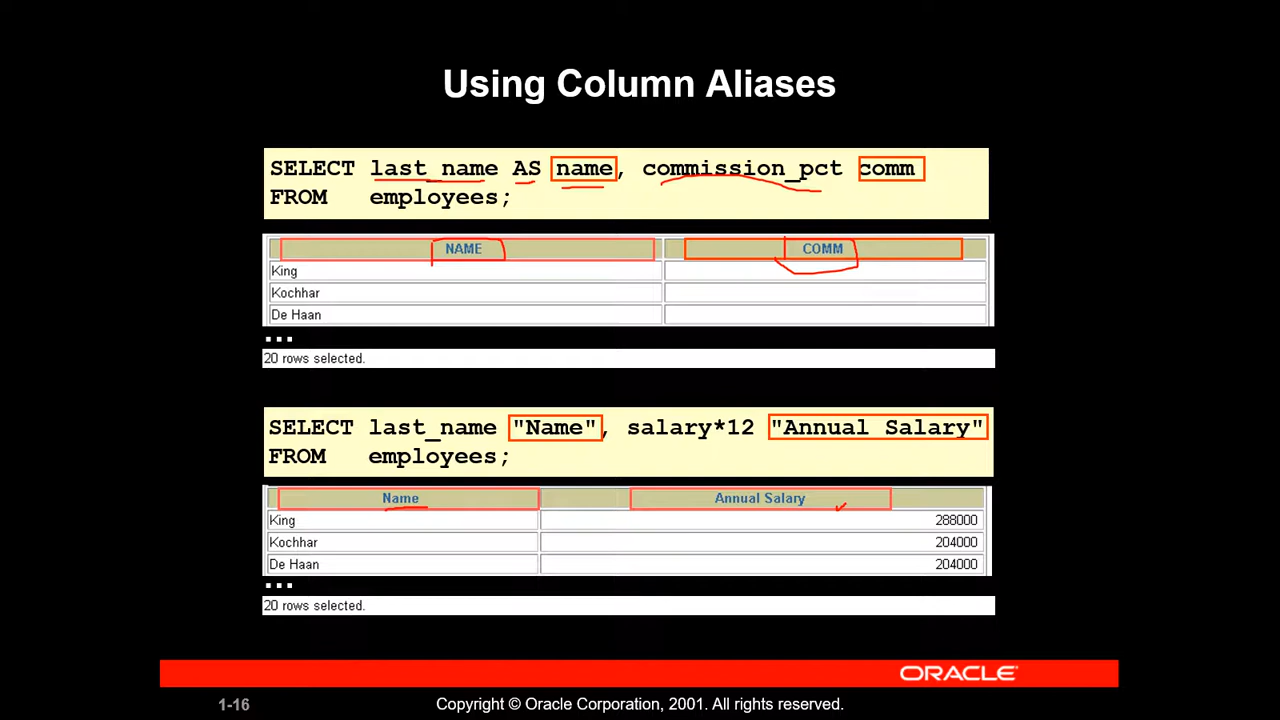 Using Column Aliases
SELECT last_name AS name, commission_pct comm
FROM employees;
NAME COMM
King
Kochhar
De Haan
...
20 rows selected.
SELECT last_name "Name", salary*12 "Annual Salary"
FROM employees;
Name Annual Salary
King 288000
Kochhar 204000
De Haan 204000
...
20 rows selected.
ORACLE
1-16 Copyright © Oracle Corporation, 2001. All rights reserved.